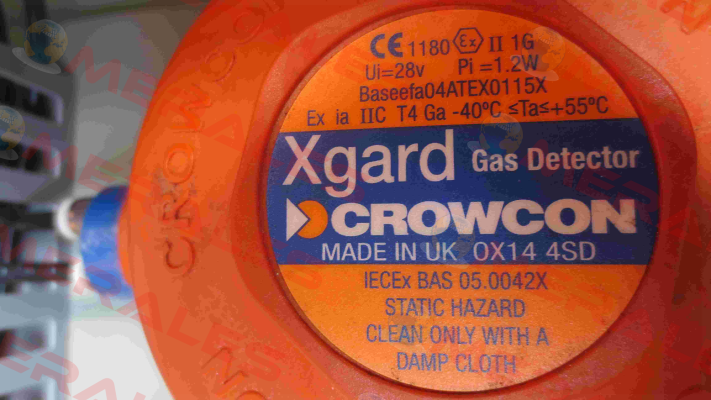 CE 1180 Ex II 1G
Ui=28v Pi =1.2W
Baseefa04ATEX0115X
Ex ia IIC T4 Ga -40ºC ≤Ta≤+55ºC
Xgard Gas Detector
CROWCON
MADE IN UK OX14 4SD
IECEx BAS 05.0042X
STATIC HAZARD
CLEAN ONLY WITH A
DAMP CLOTH
CROWCON